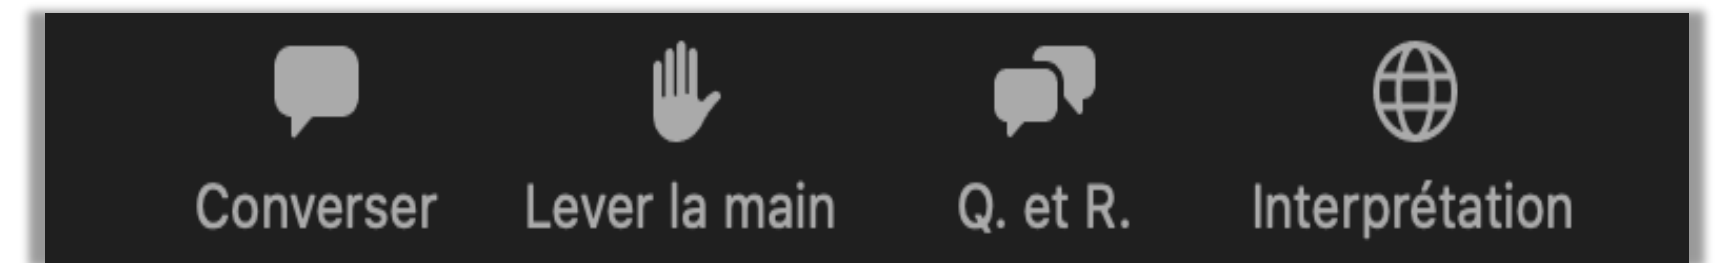 Converser Lever la main Q. et R. Interprétation